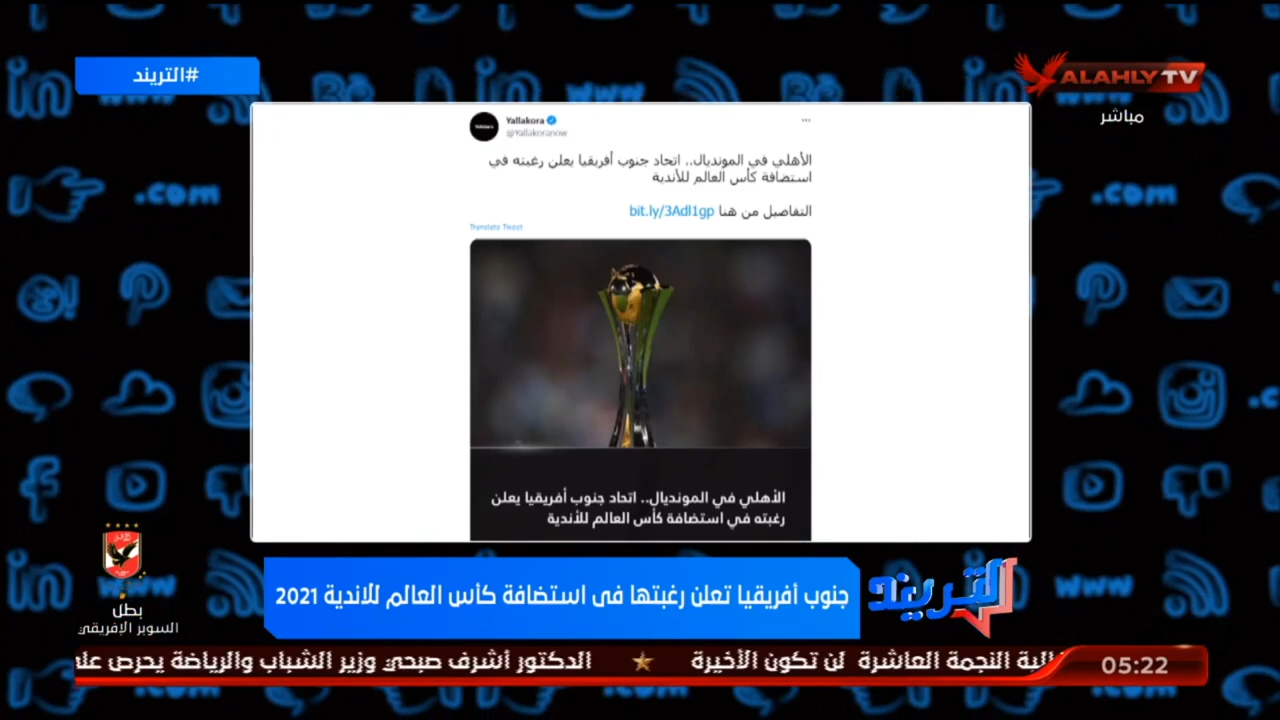 #التريند
ALAHLY TV
مباشر
Yallakora
@Yallakoranow
الأهلي في المونديال.. اتحاد جنوب أفريقيا يعلن رغبته في
استضافة كأس العالم للأندية
التفاصيل من هنا bit.ly/3Adl1gp
Translate Tweet
الأهلي في المونديال.. اتحاد جنوب أفريقيا يعلن
رغبته في استضافة كأس العالم للأندية
جنوب أفريقيا تعلن رغبتها فى استضافة كأس العالم للاندية 2021
التريند
بطل
السوبر الإفريقي
النجمة العاشرة لن تكون الأخيرة ★ الدكتور أشرف صبحي وزير الشباب والرياضة يحرص
05:22